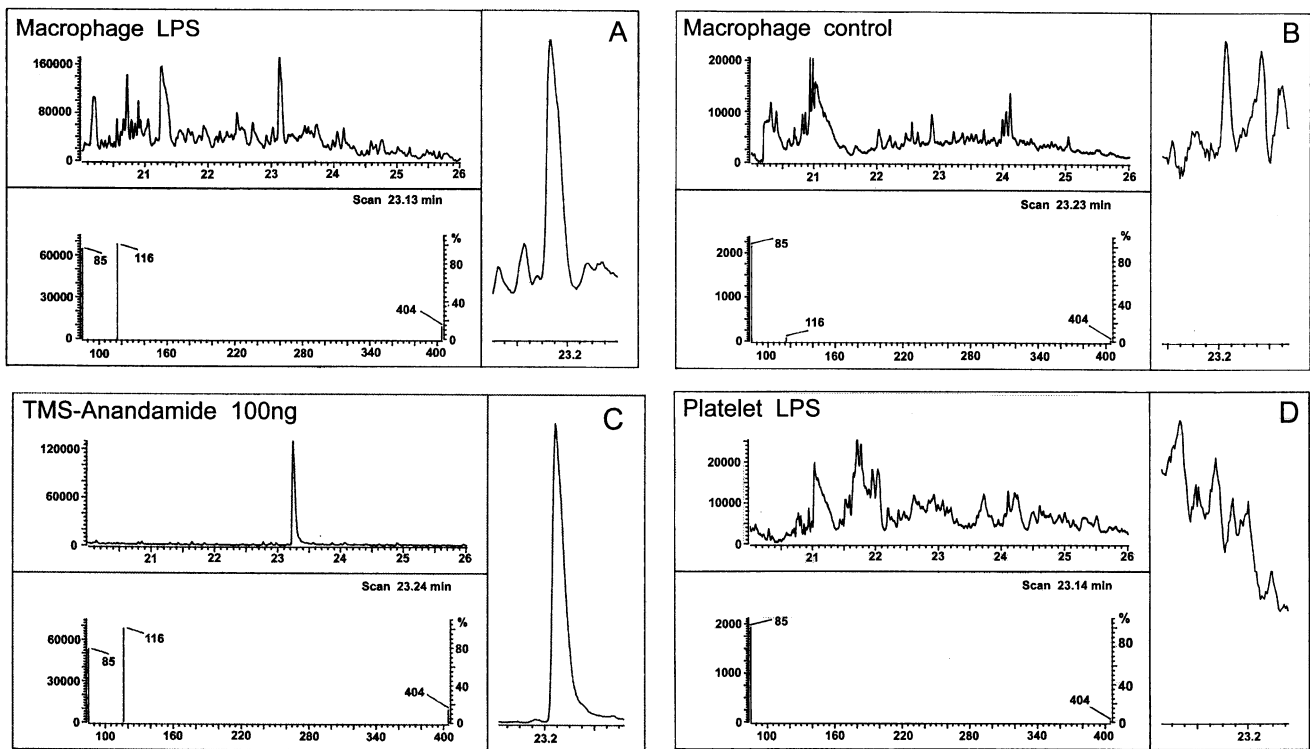 Macrophage LPS A
160000
80000
0
21 22 23 24 25 26
Scan 23.13 min
60000
30000
0
85 116 404
%
80
40
0
100 160 220 280 340 400
23.2
Macrophage control B
20000
10000
0
21 22 23 24 25 26
Scan 23.23 min
2000
1000
0
85 116 404
%
80
40
0
100 160 220 280 340 400
23.2
TMS-Anandamide 100ng C
120000
60000
0
21 22 23 24 25 26
Scan 23.24 min
60000
30000
0
85 116 404
%
80
40
0
100 160 220 280 340 400
23.2
Platelet LPS D
20000
10000
0
21 22 23 24 25 26
Scan 23.14 min
2000
1000
0
85 404
%
80
40
0
100 160 220 280 340 400
23.2